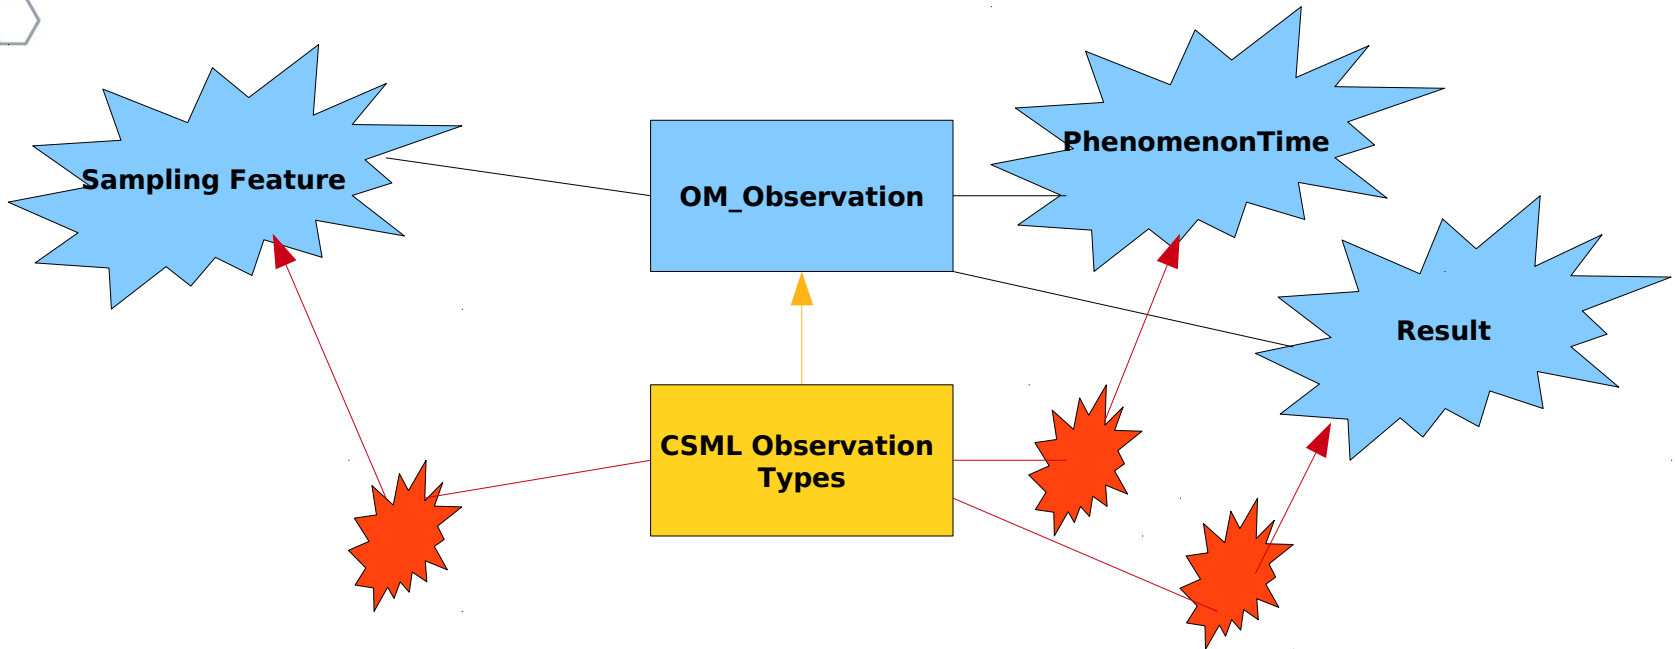 PhenomenonTime
Sampling Feature
OM_Observation
Result
CSML Observation
Types